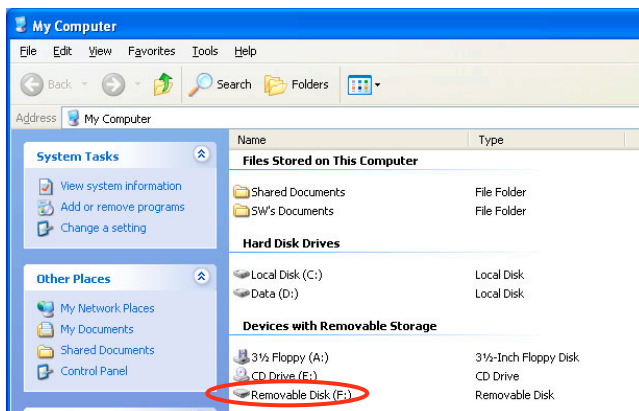 My Computer
File Edit View Favorites Tools Help
Back Search Folders
Address My Computer
System Tasks
View system information
Add or remove programs
Change a setting
Other Places
My Network Places
My Documents
Shared Documents
Control Panel
Name Type
Files Stored on This Computer
Shared Documents File Folder
SW's Documents File Folder
Hard Disk Drives
Local Disk (C:) Local Disk
Data (D:) Local Disk
Devices with Removable Storage
3½ Floppy (A:) 3½-Inch Floppy Disk
CD Drive (E:) CD Drive
Removable Disk (F:) Removable Disk